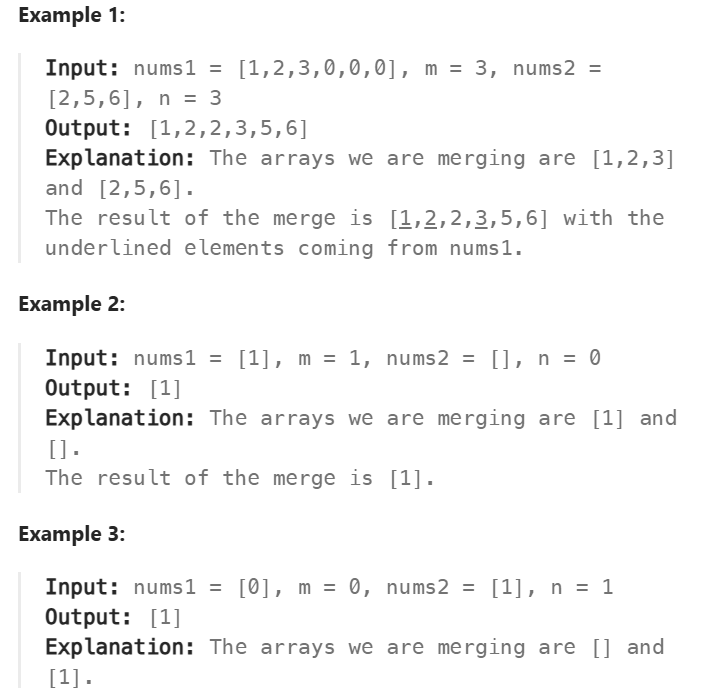 Example 1:
Input: nums1 = [1,2,3,0,0,0], m = 3, nums2 =
[2,5,6], n = 3
Output: [1,2,2,3,5,6]
Explanation: The arrays we are merging are [1,2,3]
and [2,5,6].
The result of the merge is [1,2,2,3,5,6] with the
underlined elements coming from nums1.
Example 2:
Input: nums1 = [1], m = 1, nums2 = [], n = 0
Output: [1]
Explanation: The arrays we are merging are [1] and
[].
The result of the merge is [1].
Example 3:
Input: nums1 = [0], m = 0, nums2 = [1], n = 1
Output: [1]
Explanation: The arrays we are merging are [] and
[1].